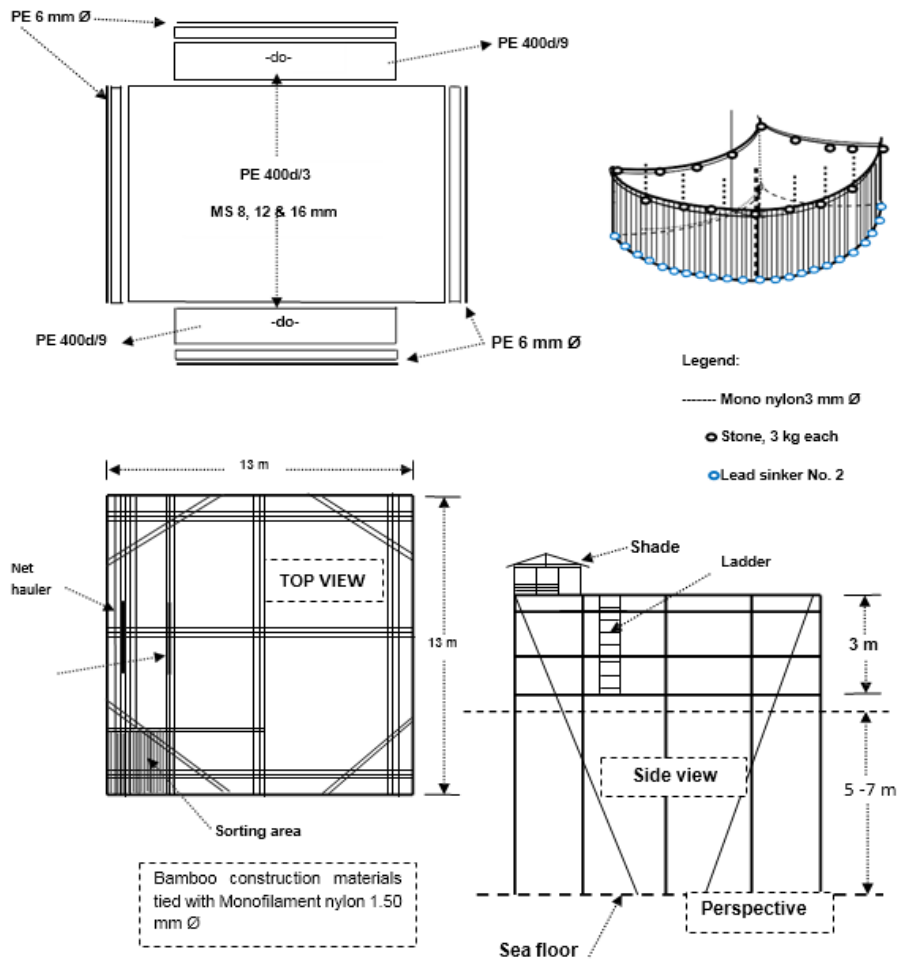 PE 6 mm Ø
-do-
PE 400d/9
PE 400d/3
MS 8, 12 & 16 mm
-do-
PE 400d/9
PE 6 mm Ø
Legend:
------- Mono nylon3 mm Ø
Stone, 3 kg each
Lead sinker No. 2
13 m
Net
hauler
TOP VIEW
13 m
Sorting area
Bamboo construction materials
tied with Monofilament nylon 1.50
mm Ø
Shade
Ladder
3 m
Side view
5 -7 m
Perspective
Sea floor